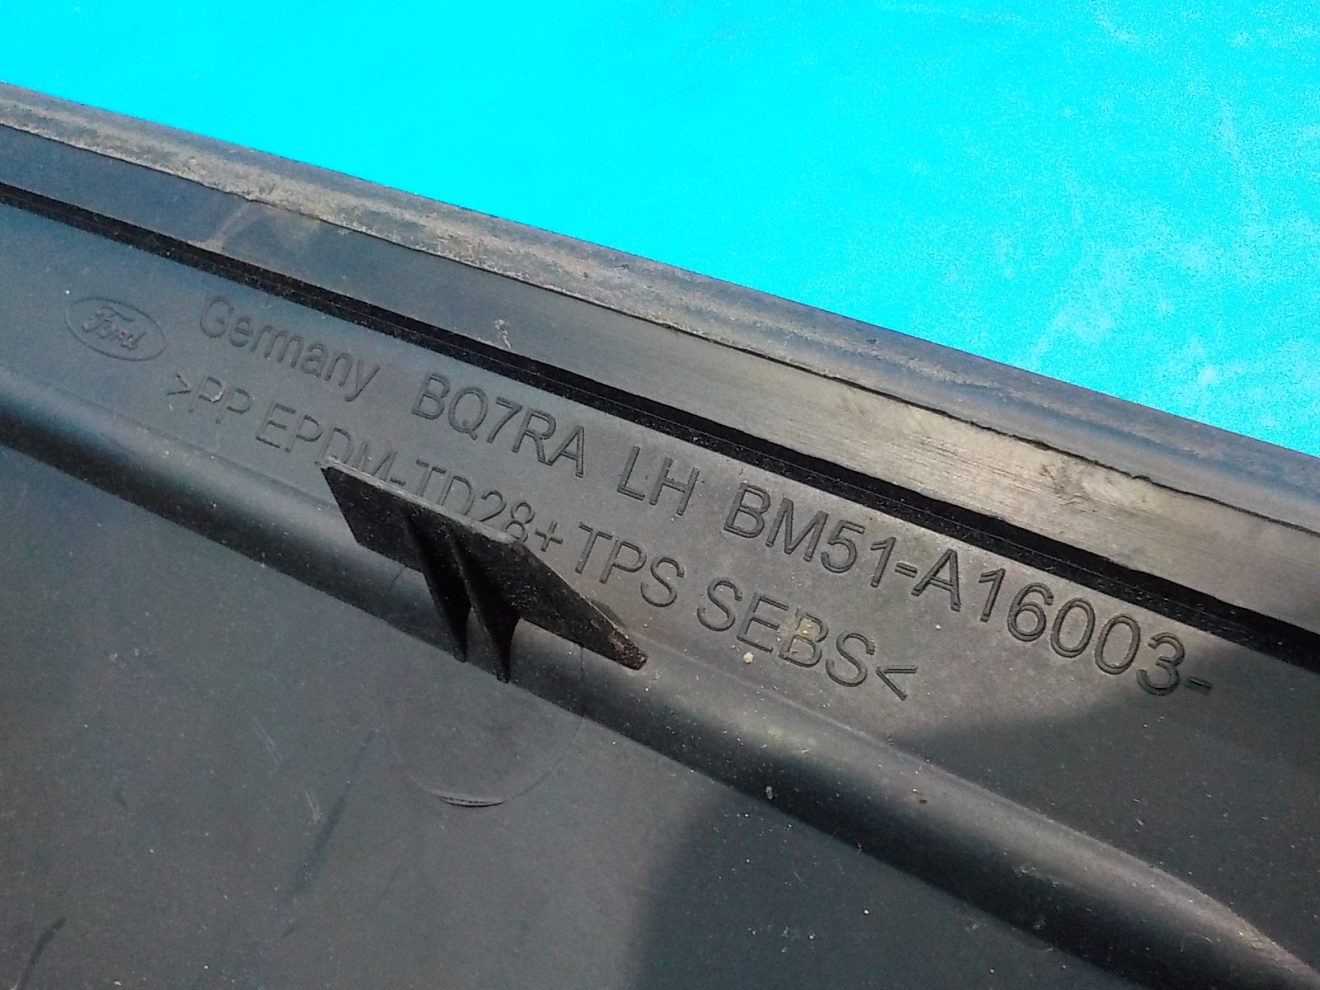 Ford Germany BQ7RA LH BM51-A16003-
>PP EPDM-TD28+TPS SEBS<